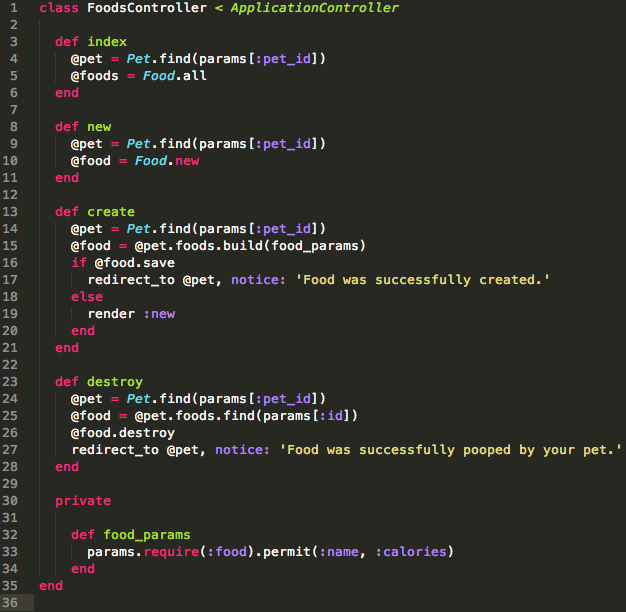 1 class FoodsController < ApplicationController
2
3 def index
4 @pet = Pet.find(params[:pet_id])
5 @foods = Food.all
6 end
7
8 def new
9 @pet = Pet.find(params[:pet_id])
10 @food = Food.new
11 end
12
13 def create
14 @pet = Pet.find(params[:pet_id])
15 @food = @pet.foods.build(food_params)
16 if @food.save
17 redirect_to @pet, notice: 'Food was successfully created.'
18 else
19 render :new
20 end
21 end
22
23 def destroy
24 @pet = Pet.find(params[:pet_id])
25 @food = @pet.foods.find(params[:id])
26 @food.destroy
27 redirect_to @pet, notice: 'Food was successfully pooped by your pet.'
28 end
29
30 private
31
32 def food_params
33 params.require(:food).permit(:name, :calories)
34 end
35 end
36